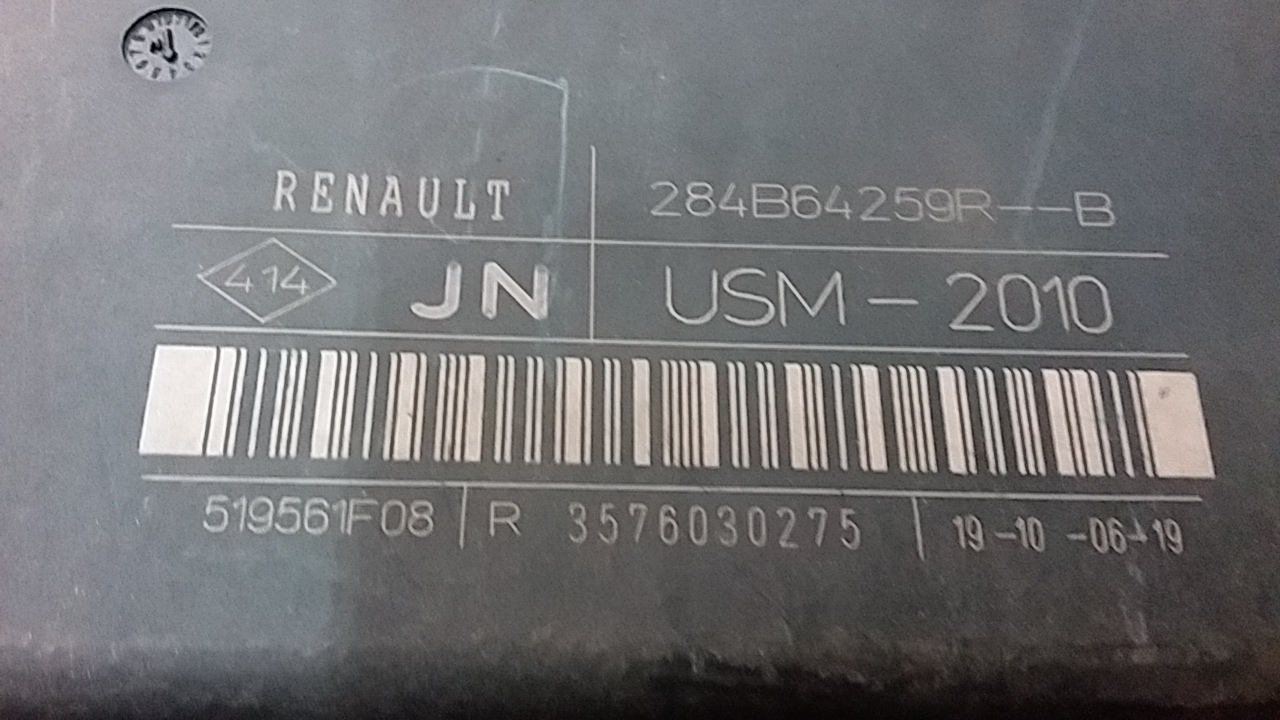 RENAULT 284B64259R--B
414 JN USM - 2010
519561F08 R 3576030275 19-10 -06-19